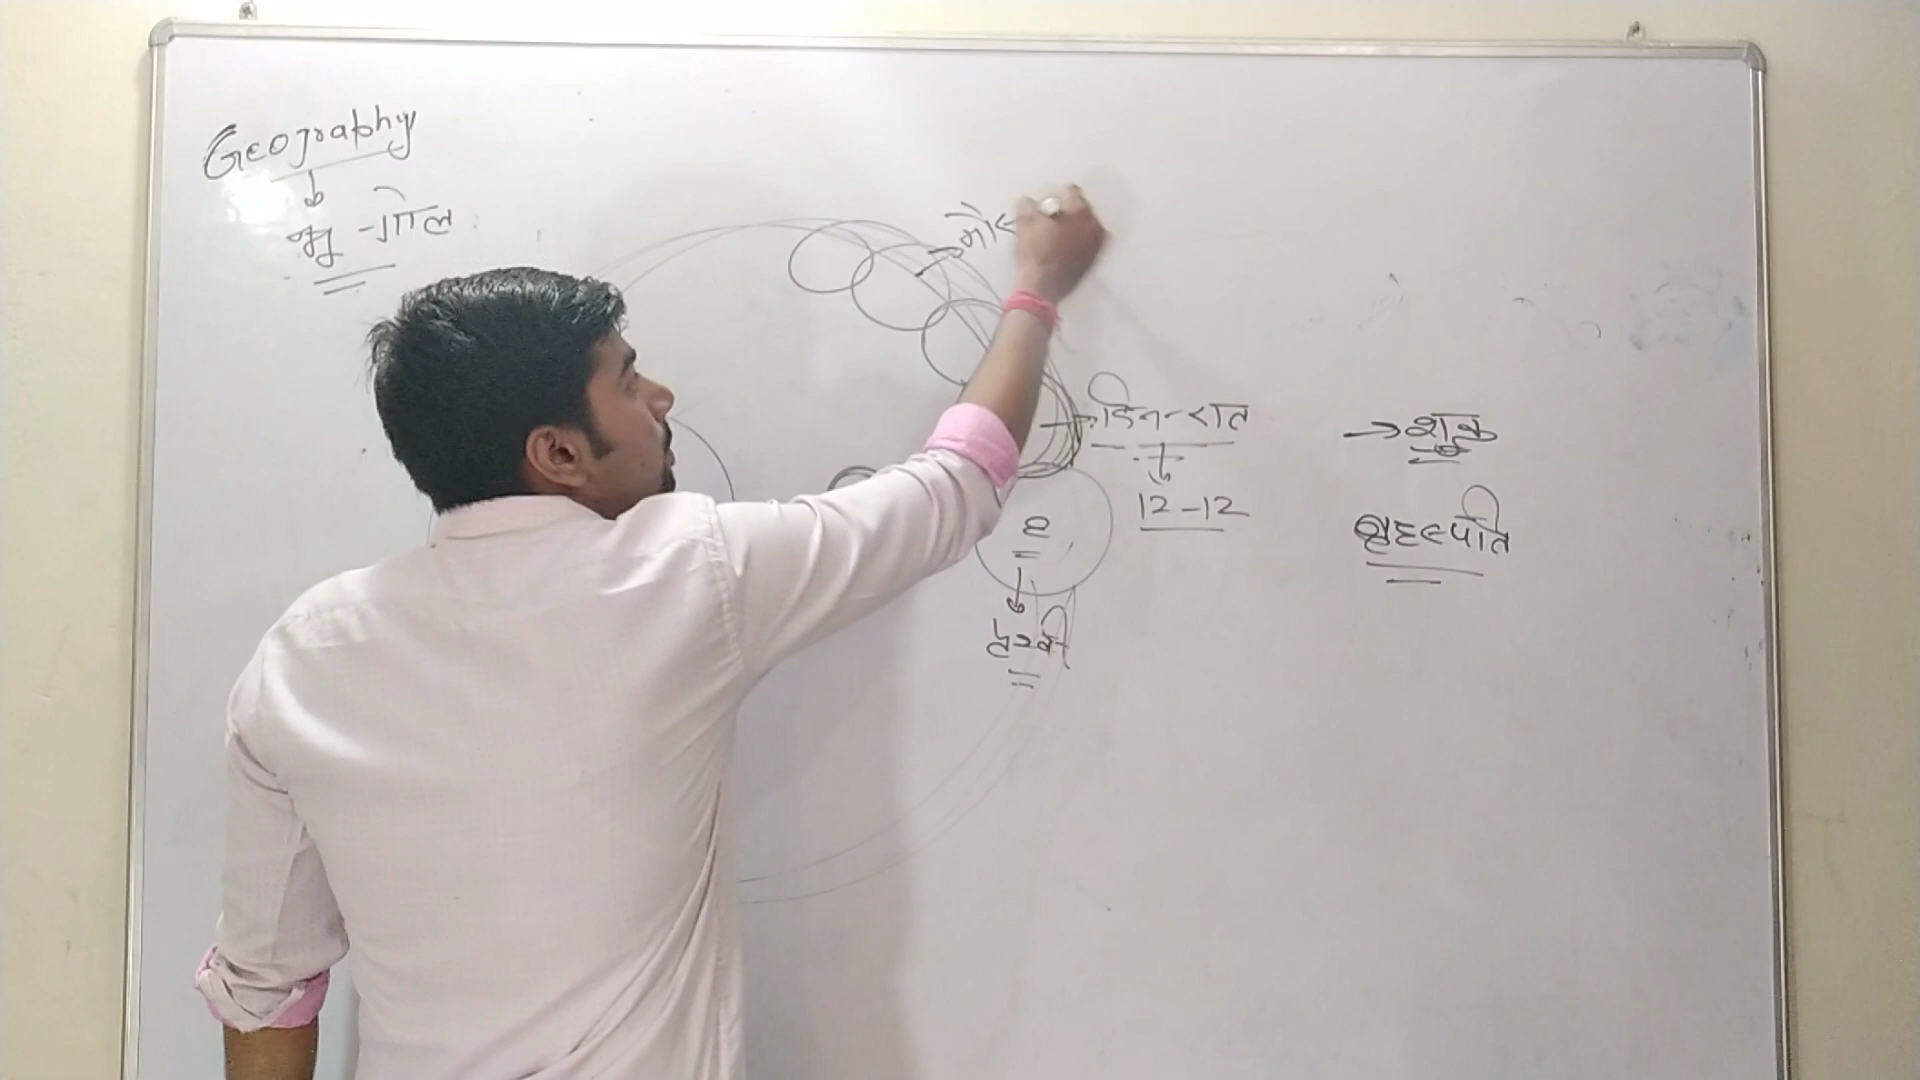 Geography
भू-गोल
दिन-रात
12-12
शुक्र
बृहस्पति
पृथ्वी